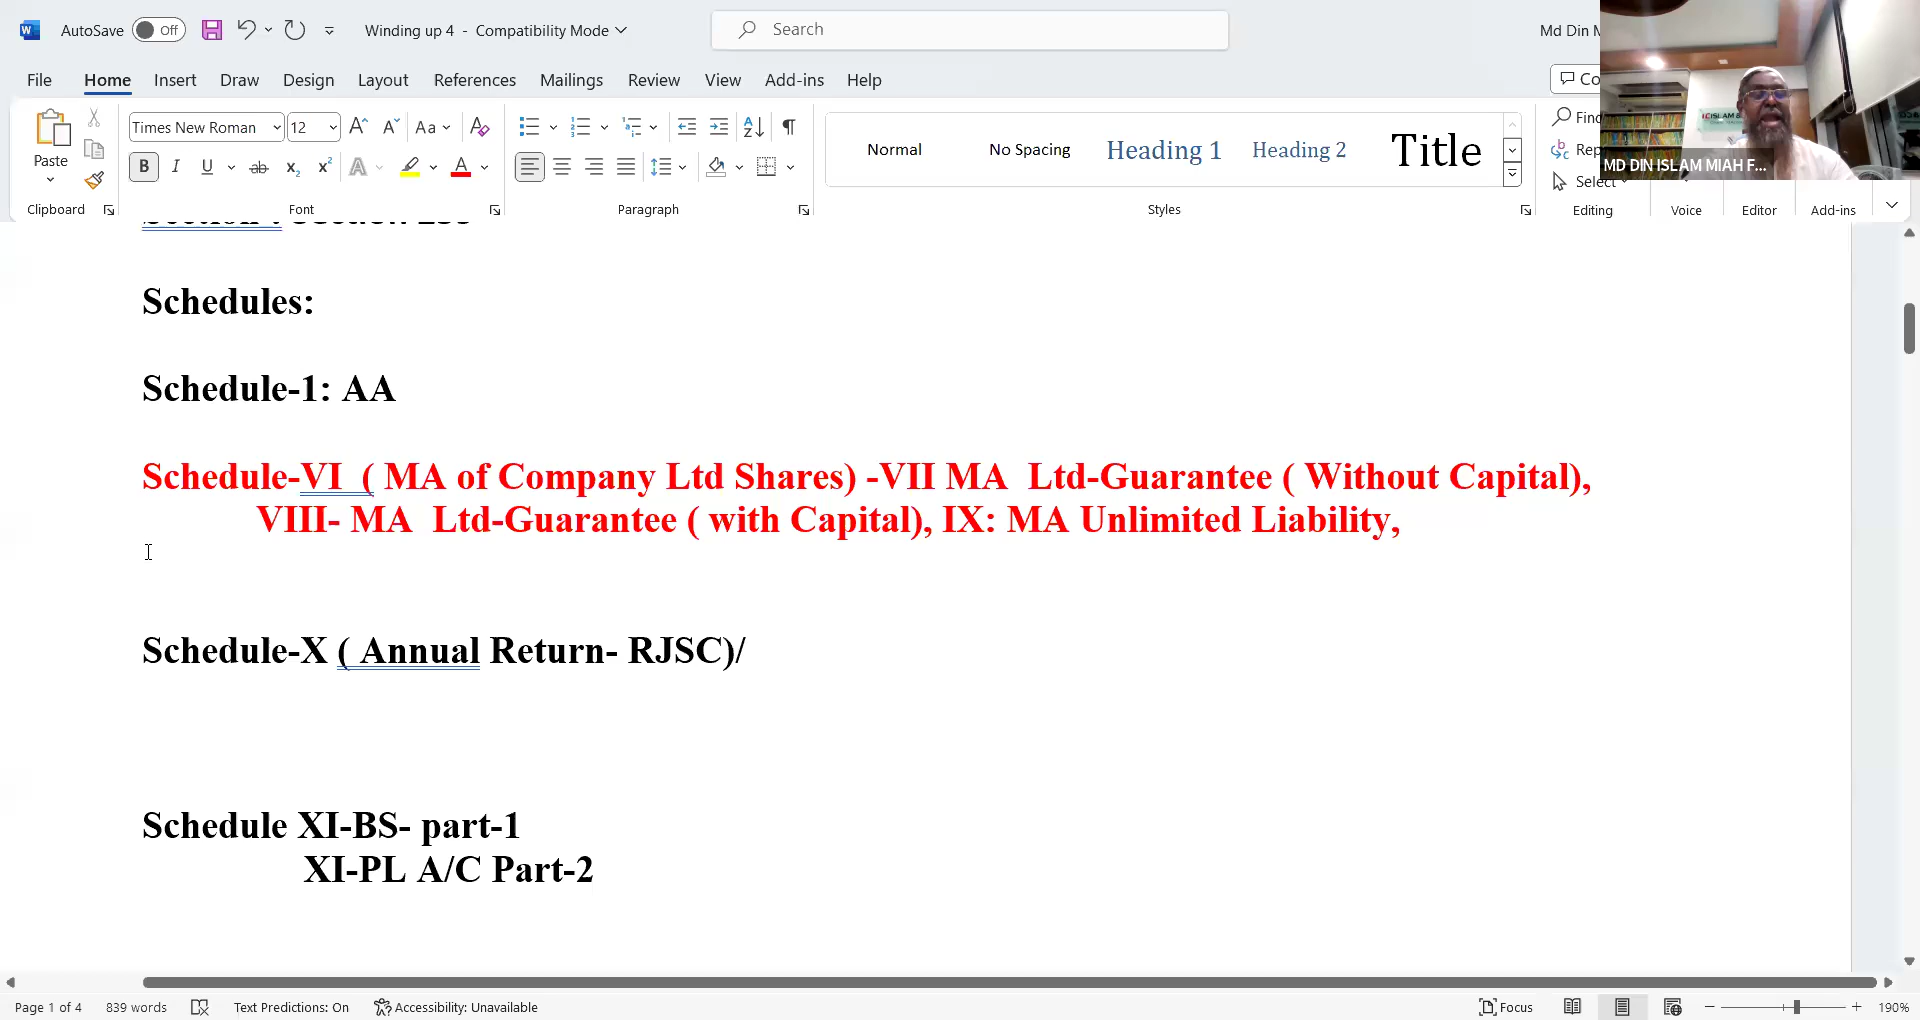 AutoSave Off Winding up 4 - Compatibility Mode Search Md Din
File Home Insert Draw Design Layout References Mailings Review View Add-ins Help
Paste Times New Roman 12 Aa
B I U ab X2 X2 A A
Normal No Spacing Heading 1 Heading 2 Title
Select
MD DIN ISLAM MIAH F...
Clipboard Font Paragraph Styles Editing Voice Editor Add-ins
Schedules:
Schedule-1: AA
Schedule-VI ( MA of Company Ltd Shares) -VII MA Ltd-Guarantee ( Without Capital),
VIII- MA Ltd-Guarantee ( with Capital), IX: MA Unlimited Liability,
Schedule-X ( Annual Return- RJSC)/
Schedule XI-BS- part-1
XI-PL A/C Part-2
Page 1 of 4 839 words Text Predictions: On Accessibility: Unavailable Focus 190%